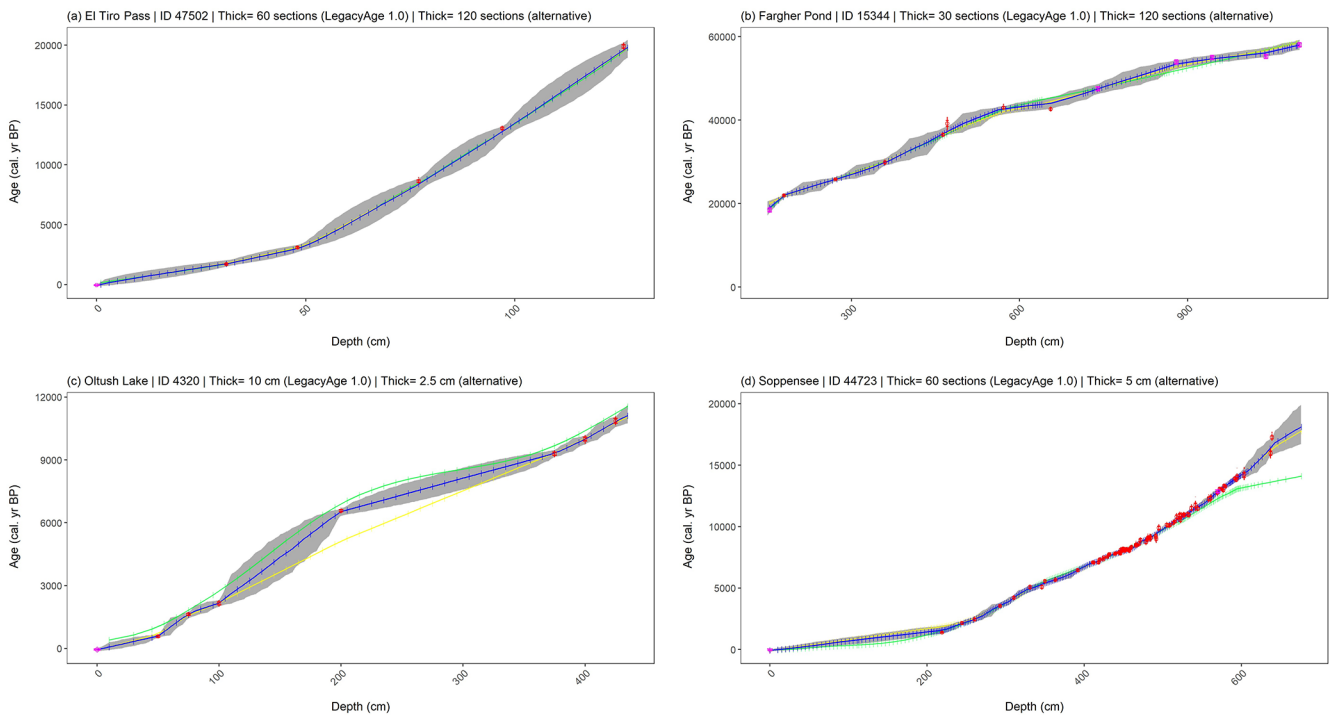 (a) El Tiro Pass | ID 47502 | Thick= 60 sections (LegacyAge 1.0) | Thick= 120 sections (alternative)
20000
15000
10000
5000
0
Age (cal. yr BP)
0
50
100
Depth (cm)
(b) Fargher Pond | ID 15344 | Thick= 30 sections (LegacyAge 1.0) | Thick= 120 sections (alternative)
60000
40000
20000
0
Age (cal. yr BP)
300
600
900
Depth (cm)
(c) Oltush Lake | ID 4320 | Thick= 10 cm (LegacyAge 1.0) | Thick= 2.5 cm (alternative)
12000
9000
6000
3000
0
Age (cal. yr BP)
0
100
200
300
400
Depth (cm)
(d) Soppensee | ID 44723 | Thick= 60 sections (LegacyAge 1.0) | Thick= 5 cm (alternative)
20000
15000
10000
5000
0
Age (cal. yr BP)
0
200
400
600
Depth (cm)